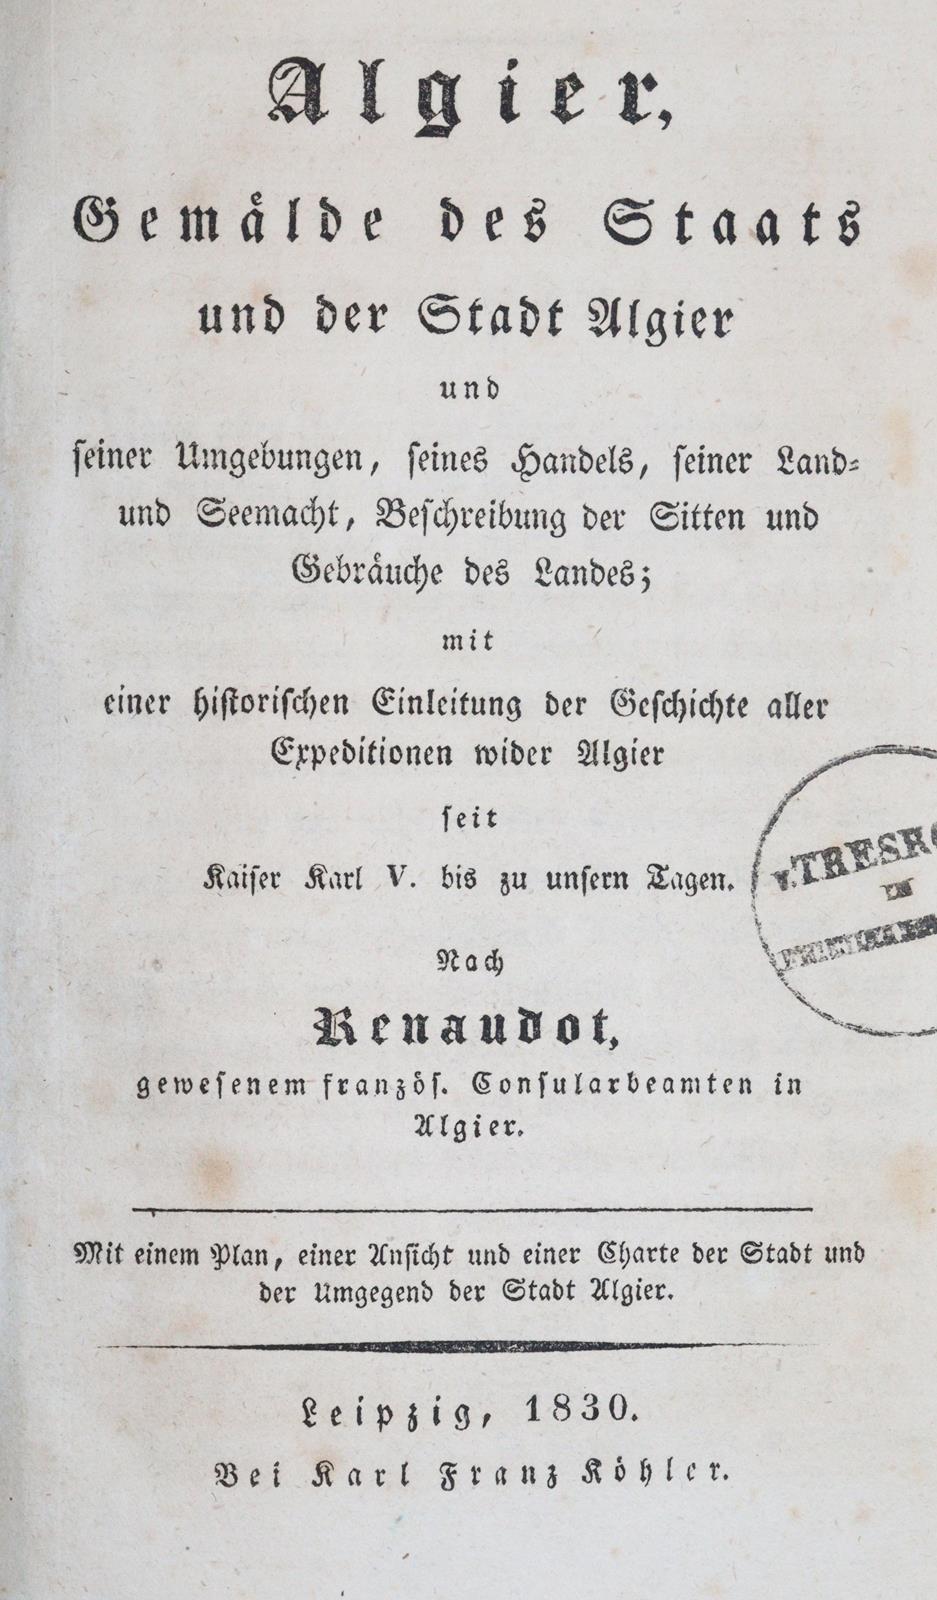 Algier,
Gemälde des Staats
und der Stadt Algier
und
seiner Umgebungen, seines Handels, seiner Land-
und Seemacht, Beschreibung der Sitten und
Gebräuche des Landes;
mit
einer historischen Einleitung der Geschichte aller
Expeditionen wider Algier
seit
Kaiser Karl V. bis zu unsern Tagen.
Nach
Renaudot,
gewesenem französ. Consularbeamten in
Algier.
Mit einem Plan, einer Ansicht und einer Charte der Stadt und
der Umgegend der Stadt Algier.
Leipzig, 1830.
Bei Karl Franz Köhler.
v. TRESK
IN